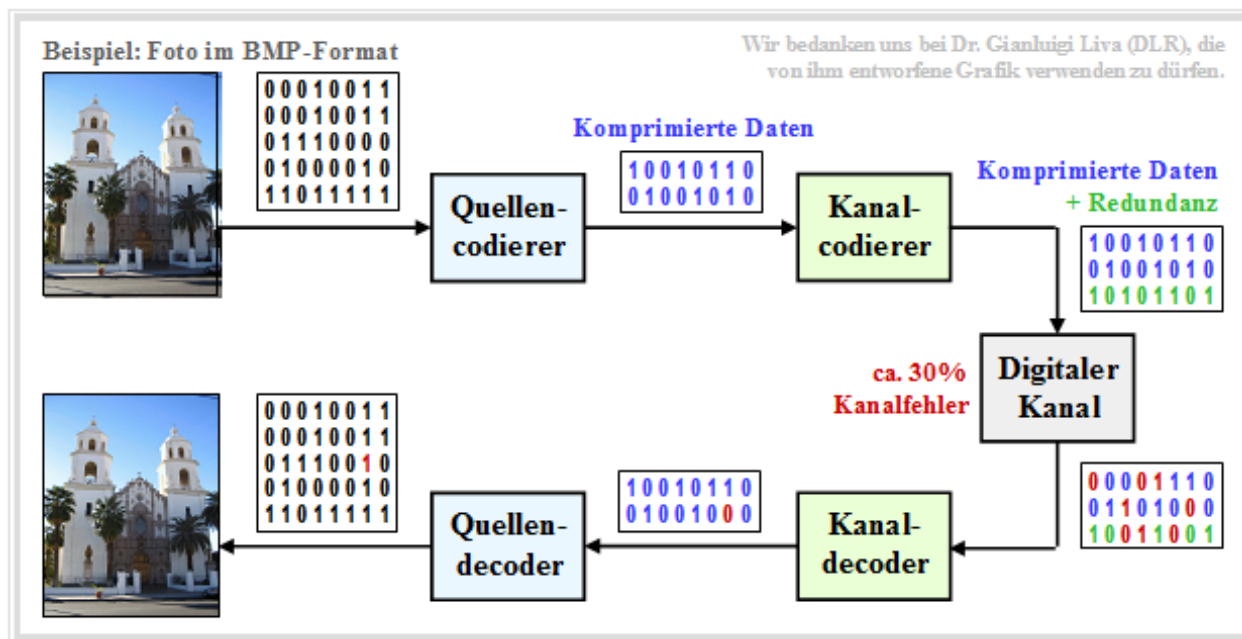 Beispiel: Foto im BMP-Format
Wir bedanken uns bei Dr. Gianluigi Liva (DLR), die
von ihm entworfene Grafik verwenden zu dürfen.
00010011
00010011
01110000
01000010
11011111
Quellen-
codierer
Komprimierte Daten
10010110
01001010
Kanal-
codierer
Komprimierte Daten
+ Redundanz
10010110
01001010
10101101
ca. 30%
Kanalfehler
Digitaler
Kanal
00001110
01101000
10011001
Kanal-
decoder
10010110
01001000
Quellen-
decoder
00010011
00010011
01110010
01000010
11011111